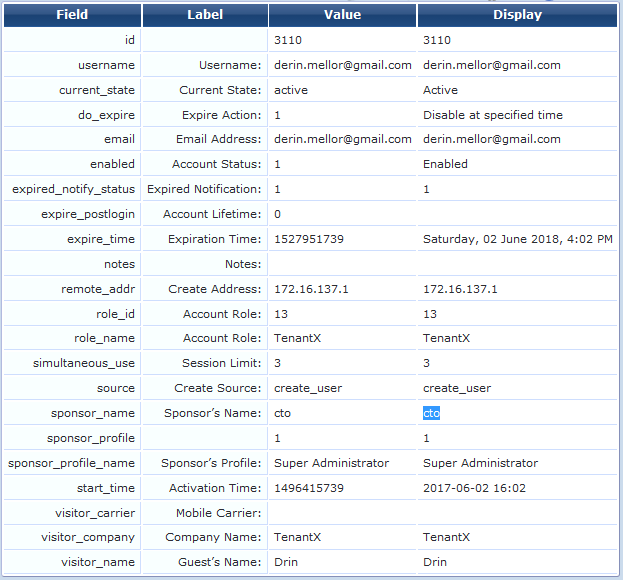 Field Label Value Display
id 3110 3110
username Username: derin.mellor@gmail.com derin.mellor@gmail.com
current_state Current State: active Active
do_expire Expire Action: 1 Disable at specified time
email Email Address: derin.mellor@gmail.com derin.mellor@gmail.com
enabled Account Status: 1 Enabled
expired_notify_status Expired Notification: 1 1
expire_postlogin Account Lifetime: 0
expire_time Expiration Time: 1527951739 Saturday, 02 June 2018, 4:02 PM
notes Notes:
remote_addr Create Address: 172.16.137.1 172.16.137.1
role_id Account Role: 13 13
role_name Account Role: TenantX TenantX
simultaneous_use Session Limit: 3 3
source Create Source: create_user create_user
sponsor_name Sponsor's Name: cto cto
sponsor_profile 1 1
sponsor_profile_name Sponsor's Profile: Super Administrator Super Administrator
start_time Activation Time: 1496415739 2017-06-02 16:02
visitor_carrier Mobile Carrier:
visitor_company Company Name: TenantX TenantX
visitor_name Guest's Name: Drin Drin